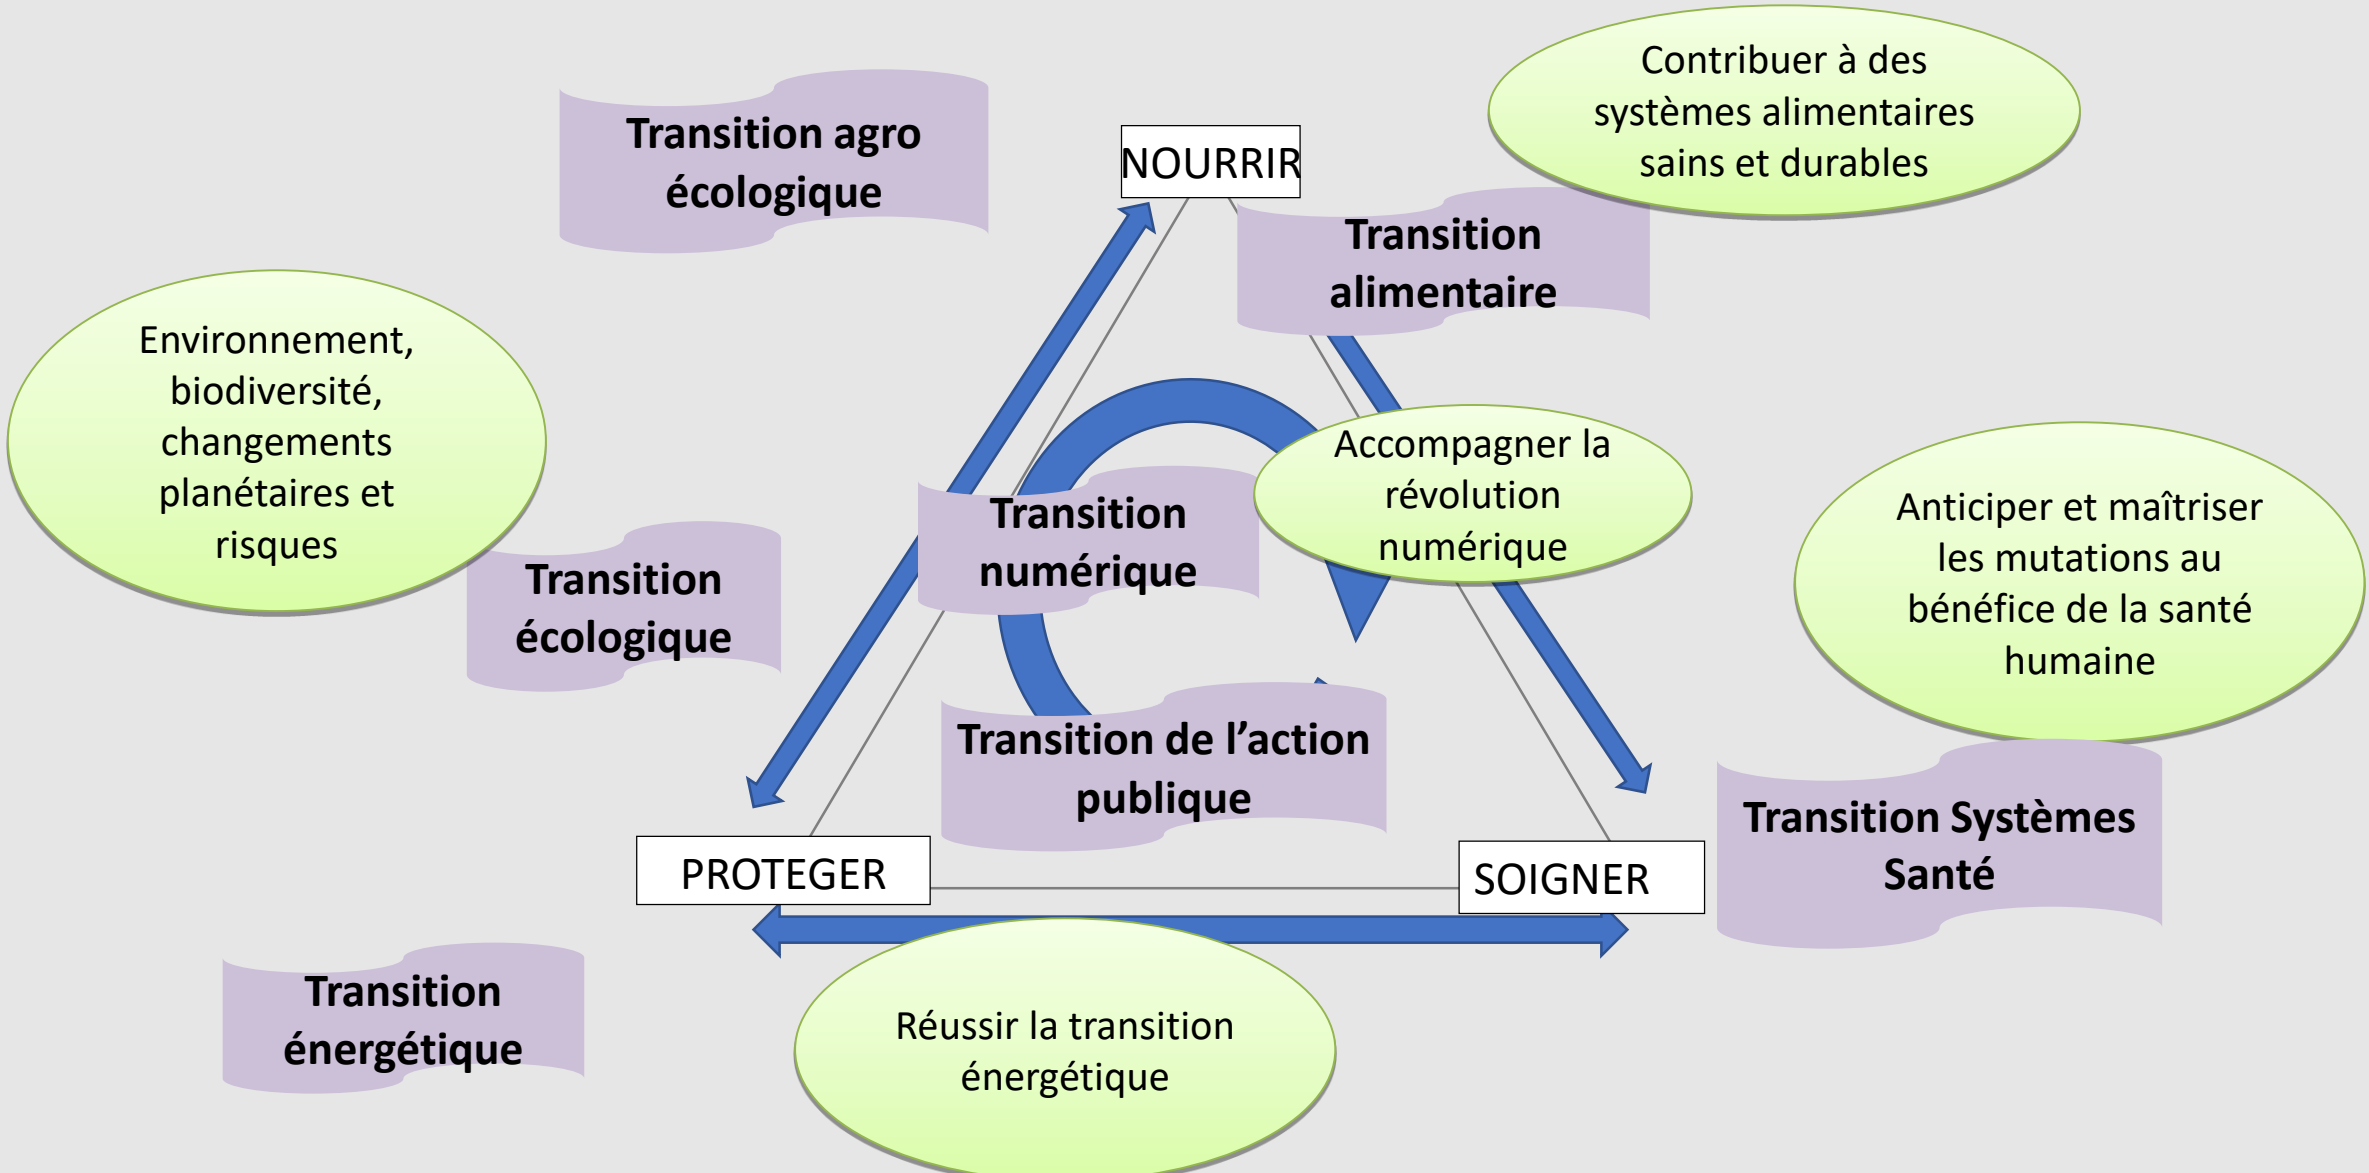 Contribuer à des
systèmes alimentaires
sains et durables
Transition agro
écologique
NOURRIR
Transition
alimentaire
Environnement,
biodiversité,
changements
planétaires et
risques
Accompagner la
révolution
numérique
Transition
numérique
Anticiper et maîtriser
les mutations au
bénéfice de la santé
humaine
Transition
écologique
Transition de l’action
publique
PROTEGER
SOIGNER
Transition Systèmes
Santé
Transition
énergétique
Réussir la transition
énergétique